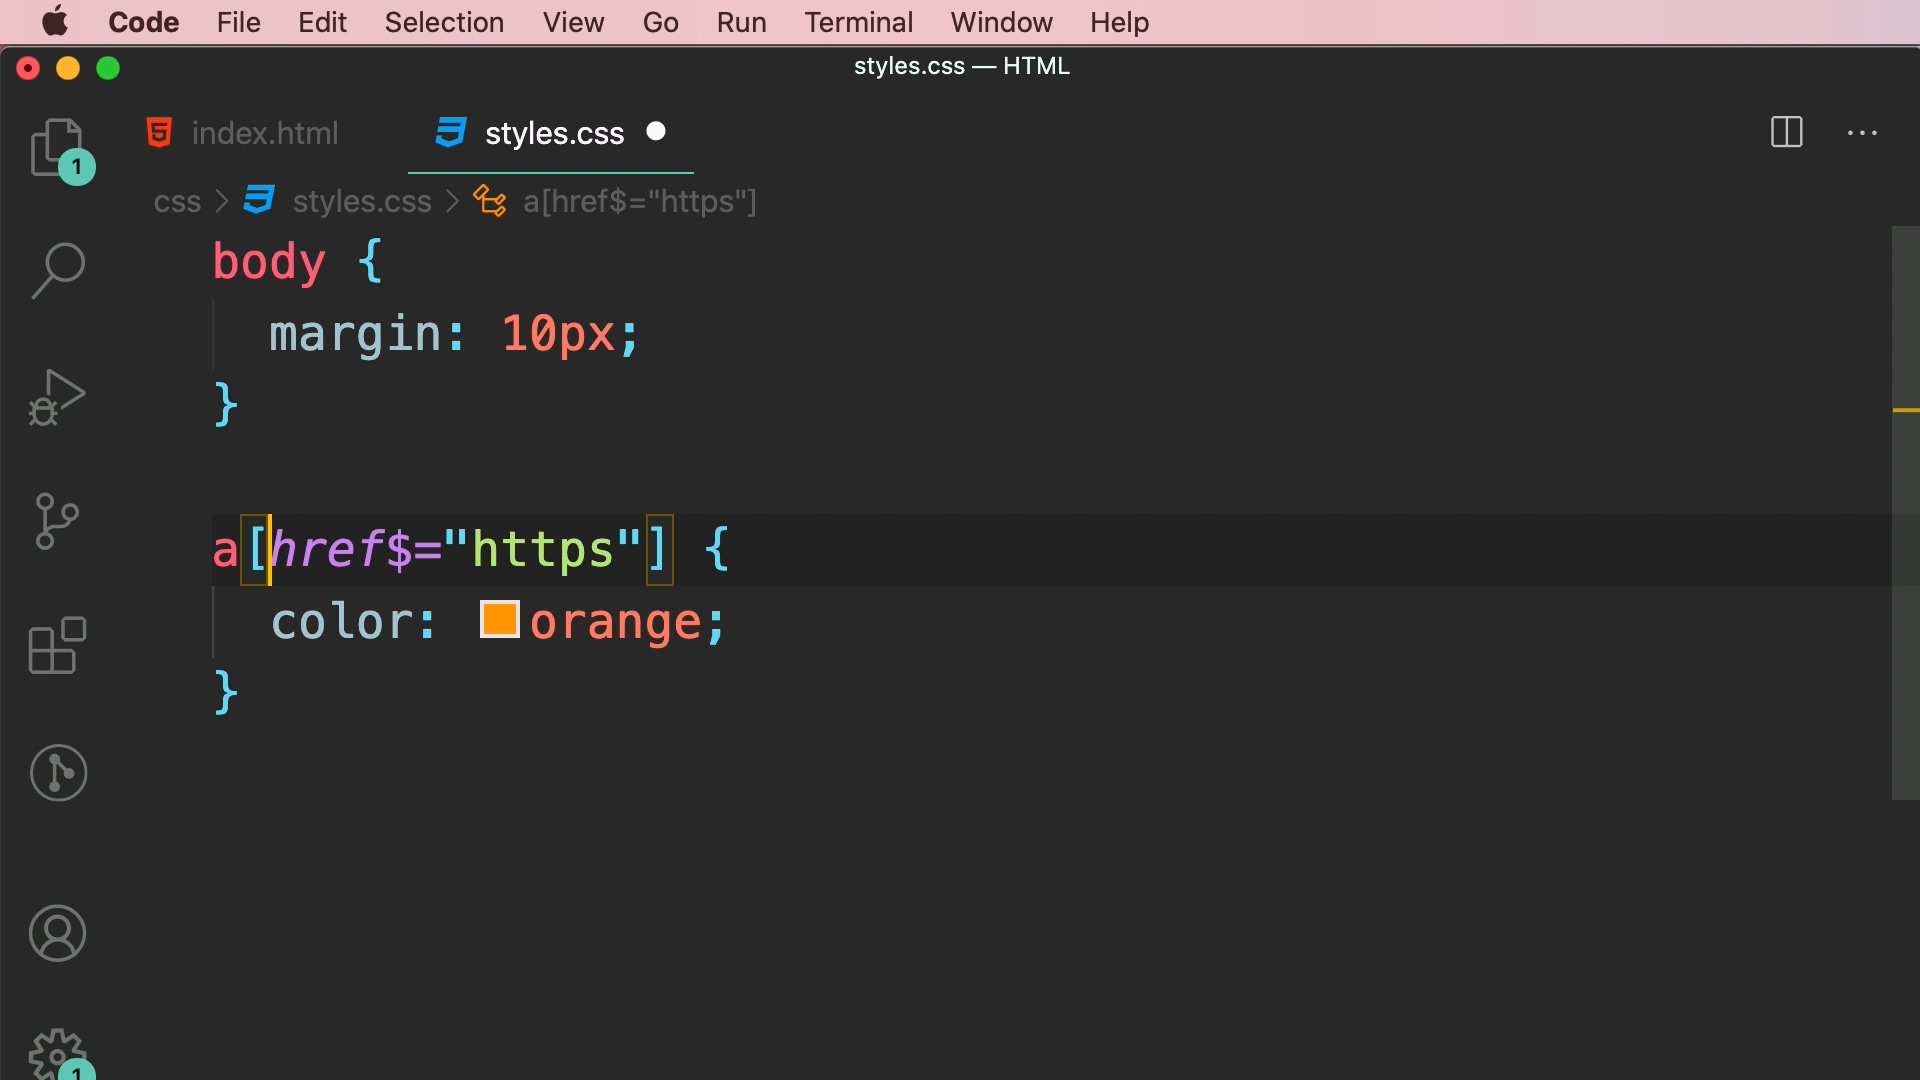 Code File Edit Selection View Go Run Terminal Window Help
styles.css — HTML
index.html styles.css
1
css > styles.css > a[href$="https"]
body {
margin: 10px;
}
a[href$="https"] {
color: orange;
}
1